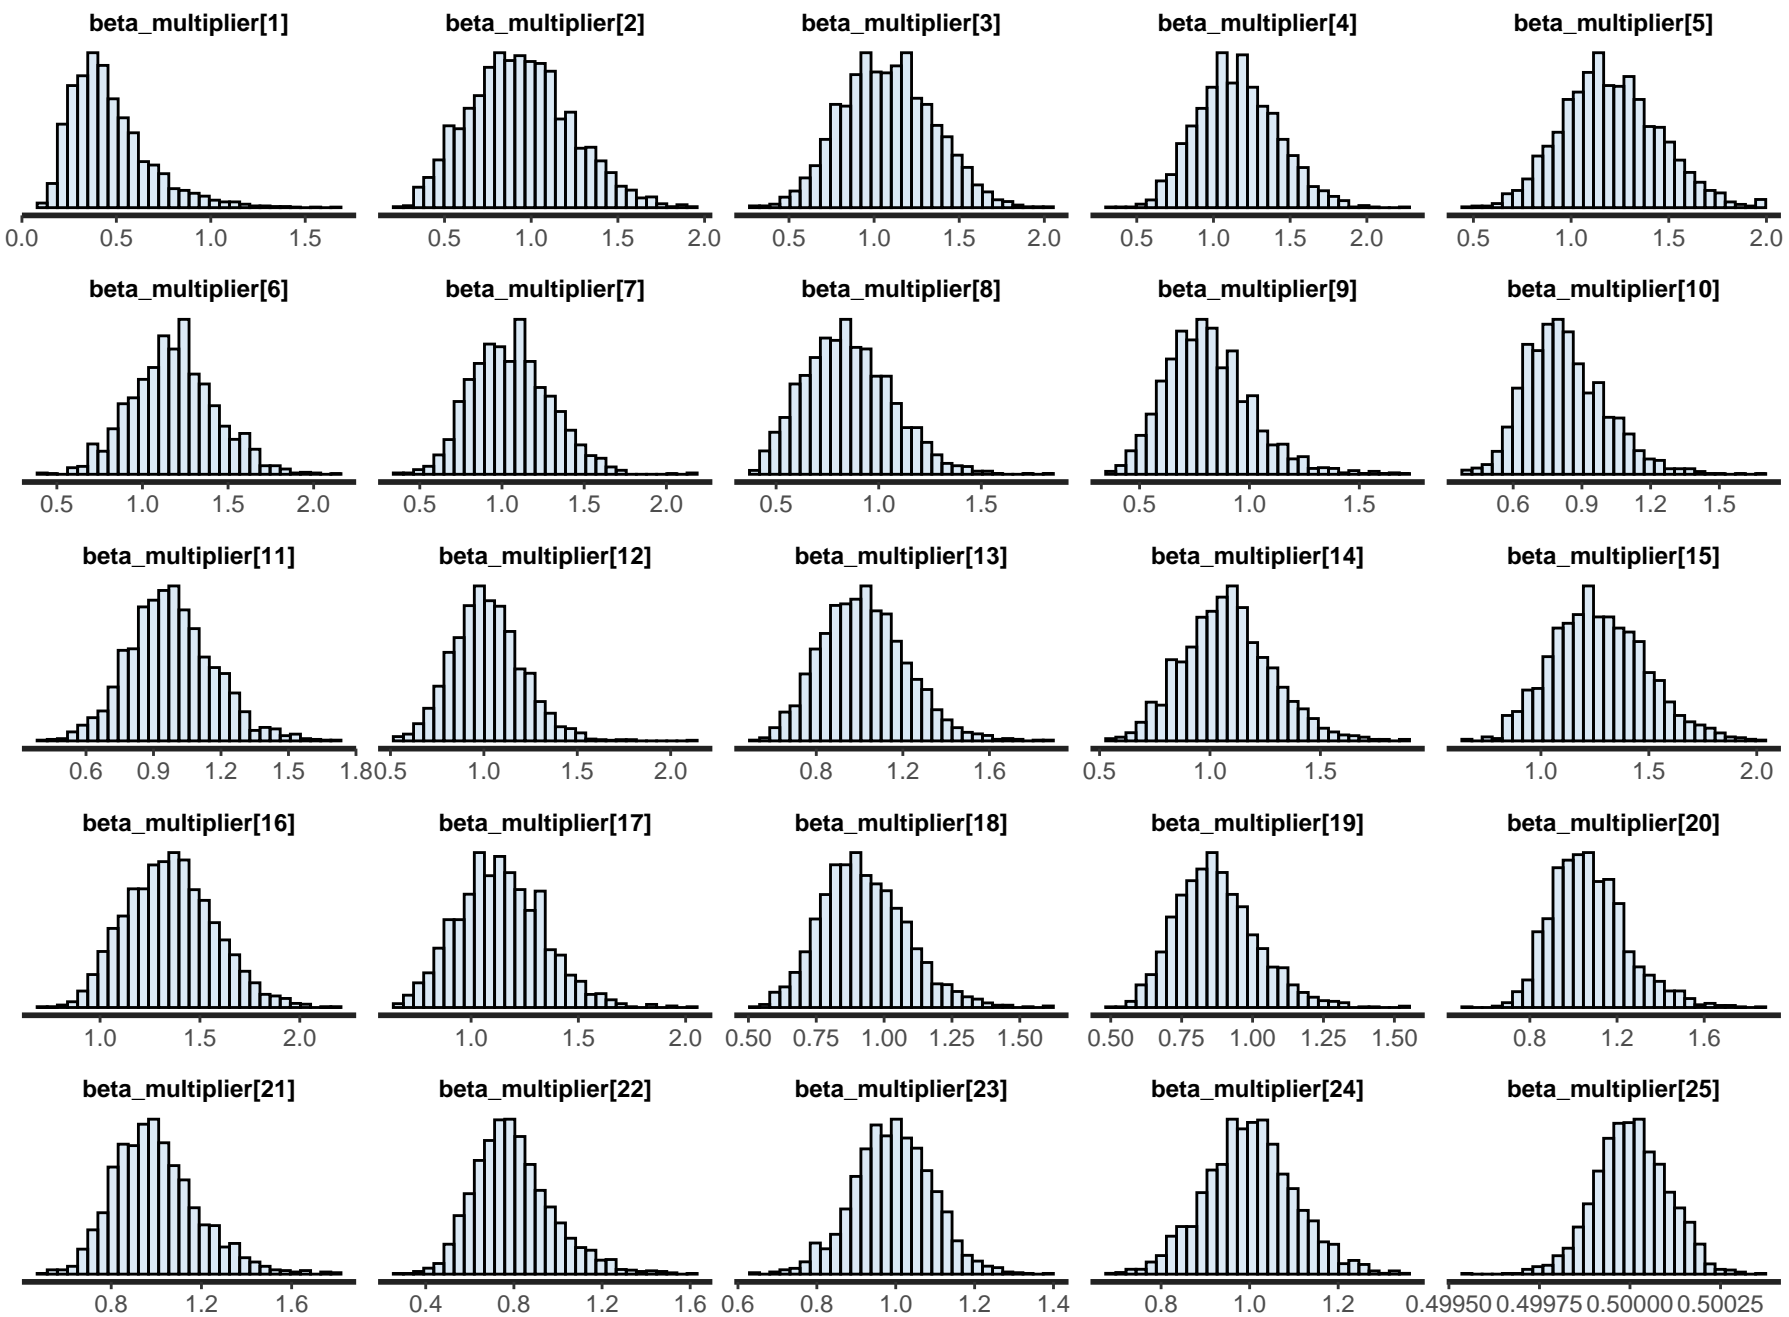 beta_multiplier[1] beta_multiplier[2] beta_multiplier[3] beta_multiplier[4] beta_multiplier[5]
0.0 0.5 1.0 1.5 0.5 1.0 1.5 2.0 0.5 1.0 1.5 2.0 0.5 1.0 1.5 2.0 0.5 1.0 1.5 2.0
beta_multiplier[6] beta_multiplier[7] beta_multiplier[8] beta_multiplier[9] beta_multiplier[10]
0.5 1.0 1.5 2.0 0.5 1.0 1.5 2.0 0.5 1.0 1.5 0.5 1.0 1.5 0.6 0.9 1.2 1.5
beta_multiplier[11] beta_multiplier[12] beta_multiplier[13] beta_multiplier[14] beta_multiplier[15]
0.6 0.9 1.2 1.5 1.8 0.5 1.0 1.5 2.0 0.8 1.2 1.6 0.5 1.0 1.5 1.0 1.5 2.0
beta_multiplier[16] beta_multiplier[17] beta_multiplier[18] beta_multiplier[19] beta_multiplier[20]
1.0 1.5 2.0 1.0 1.5 2.0 0.50 0.75 1.00 1.25 1.50 0.50 0.75 1.00 1.25 1.50 0.8 1.2 1.6
beta_multiplier[21] beta_multiplier[22] beta_multiplier[23] beta_multiplier[24] beta_multiplier[25]
0.8 1.2 1.6 0.4 0.8 1.2 1.6 0.6 0.8 1.0 1.2 1.4 0.8 1.0 1.2 0.49950 0.49975 0.50000 0.50025